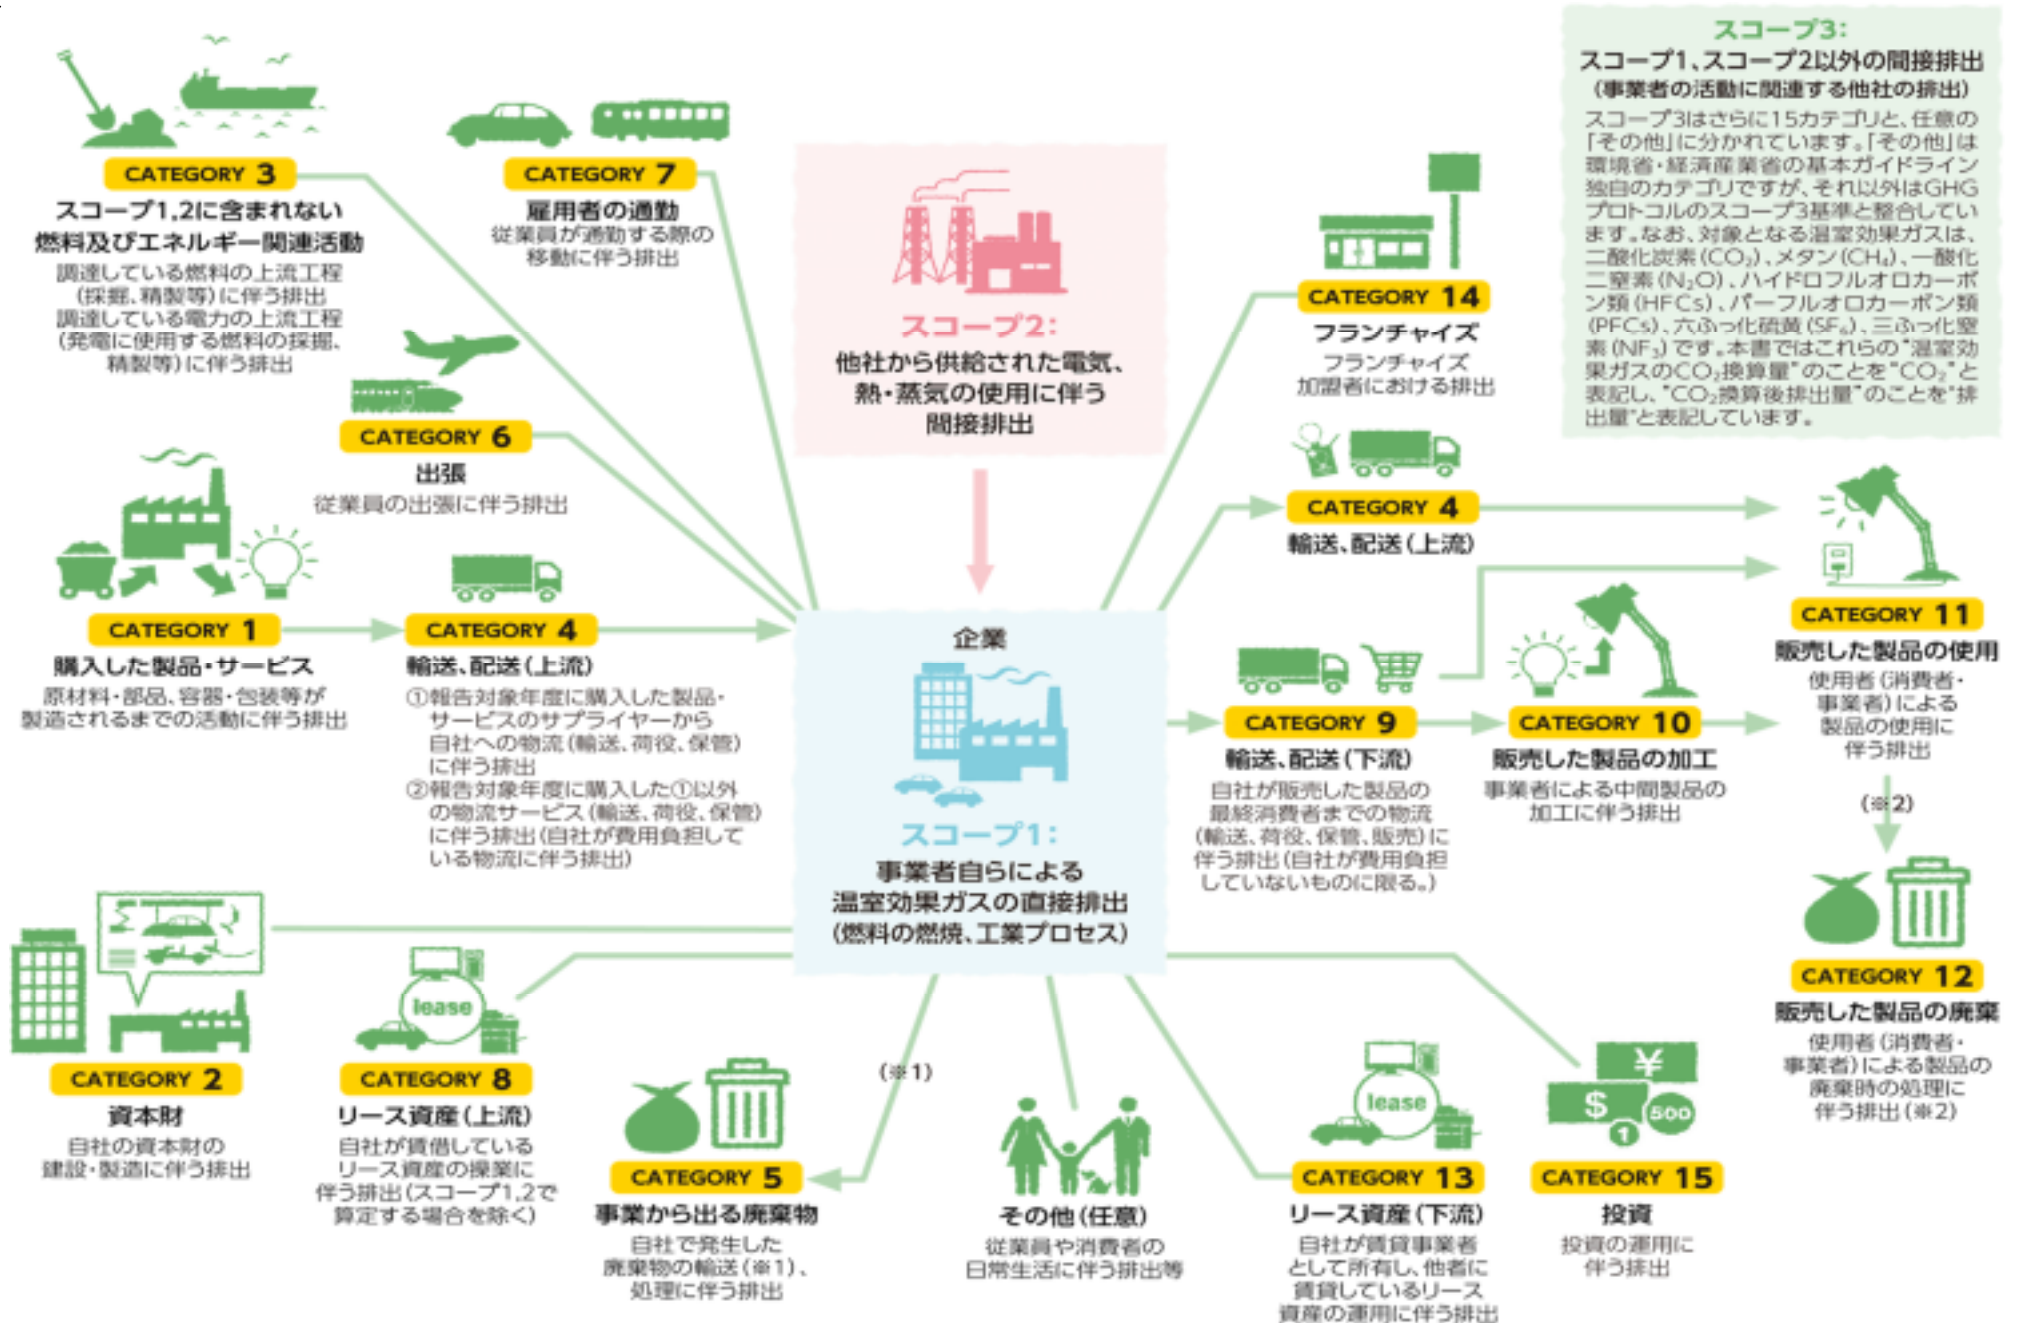 CATEGORY 3
スコープ1,2に含まれない
燃料及びエネルギー関連活動
調達している燃料の上流工程
(採掘、精製等)に伴う排出
調達している電力の上流工程
(発電に使用する燃料の採掘、
精製等)に伴う排出
CATEGORY 7
雇用者の通勤
従業員が通勤する際の
移動に伴う排出
CATEGORY 6
出張
従業員の出張に伴う排出
CATEGORY 1
購入した製品・サービス
原材料・部品、容器・包装等が
製造されるまでの活動に伴う排出
CATEGORY 4
輸送、配送(上流)
①報告対象年度に購入した製品・
サービスのサプライヤーから
自社への物流(輸送、荷役、保管)
に伴う排出
②報告対象年度に購入した①以外
の物流サービス(輸送、荷役、保管)
に伴う排出(自社が費用負担して
いる物流に伴う排出)
スコープ2:
他社から供給された電気、
熱・蒸気の使用に伴う
間接排出
企業
スコープ1:
事業者自らによる
温室効果ガスの直接排出
(燃料の燃焼、工業プロセス)
スコープ3:
スコープ1、スコープ2以外の間接排出
(事業者の活動に関連する他社の排出)
スコープ3はさらに15カテゴリと、任意の
「その他」に分かれています。「その他」は
環境省・経済産業省の基本ガイドライン
独自のカテゴリですが、それ以外はGHG
プロトコルのスコープ3基準と整合してい
ます。なお、対象となる温室効果ガスは、
二酸化炭素(CO₂)、メタン(CH₄)、一酸化
二窒素(N₂O)、ハイドロフルオロカーボ
ン類(HFCs)、パーフルオロカーボン類
(PFCs)、六ふっ化硫黄(SF₆)、三ふっ化窒
素(NF₃)です。本書ではこれらの"温室効
果ガスのCO₂換算量"のことを"CO₂"と
表記し、"CO₂換算後排出量"のことを"排
出量"と表記しています。
CATEGORY 14
フランチャイズ
フランチャイズ
加盟者における排出
CATEGORY 4
輸送、配送(上流)
CATEGORY 9
輸送、配送(下流)
自社が販売した製品の
最終消費者までの物流
(輸送、荷役、保管、販売)に
伴う排出(自社が費用負担
していないものに限る。)
CATEGORY 10
販売した製品の加工
事業者による中間製品の
加工に伴う排出
CATEGORY 11
販売した製品の使用
使用者(消費者・
事業者)による
製品の使用に
伴う排出
(※2)
CATEGORY 12
販売した製品の廃棄
使用者(消費者・
事業者)による製品の
廃棄時の処理に
伴う排出(※2)
CATEGORY 2
資本財
自社の資本財の
建設・製造に伴う排出
lease
CATEGORY 8
リース資産(上流)
自社が賃借している
リース資産の操業に
伴う排出(スコープ1,2で
算定する場合を除く)
(※1)
CATEGORY 5
事業から出る廃棄物
自社で発生した
廃棄物の輸送(※1)、
処理に伴う排出
その他(任意)
従業員や消費者の
日常生活に伴う排出等
lease
CATEGORY 13
リース資産(下流)
自社が賃貸事業者
として所有し、他者に
賃貸しているリース
資産の運用に伴う排出
¥
$
1
500
CATEGORY 15
投資
投資の運用に
伴う排出